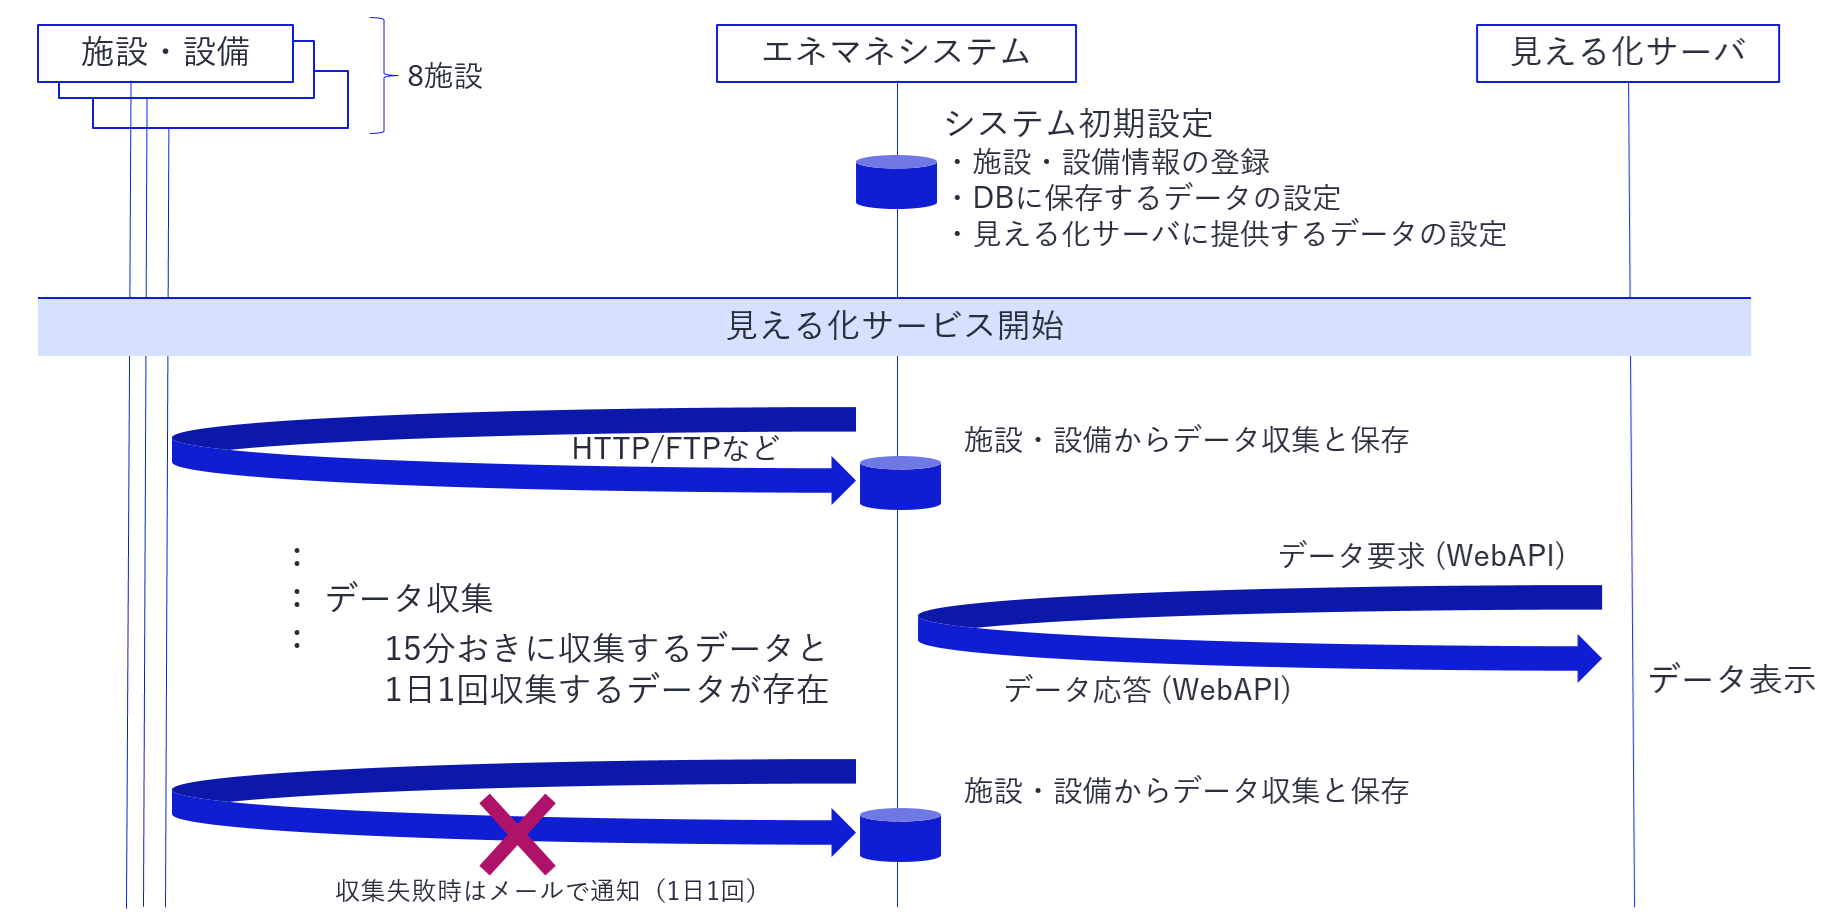 施設・設備
8施設
エネマネシステム
見える化サーバ
システム初期設定
・施設・設備情報の登録
・DBに保存するデータの設定
・見える化サーバに提供するデータの設定
見える化サービス開始
HTTP/FTPなど
施設・設備からデータ収集と保存
：
：データ収集
：
15分おきに収集するデータと
1日1回収集するデータが存在
データ要求 (WebAPI)
データ応答 (WebAPI)
データ表示
施設・設備からデータ収集と保存
収集失敗時はメールで通知（1日1回）